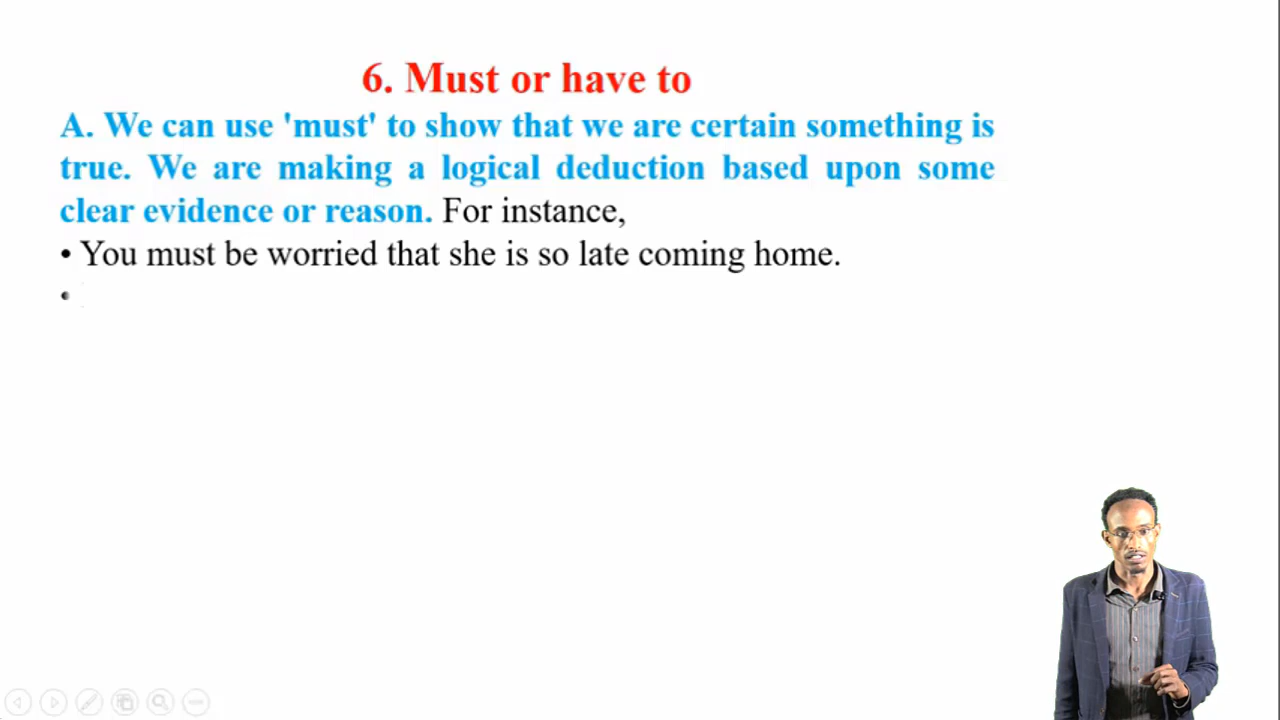 6. Must or have to
A. We can use 'must' to show that we are certain something is
true. We are making a logical deduction based upon some
clear evidence or reason. For instance,
• You must be worried that she is so late coming home.
•